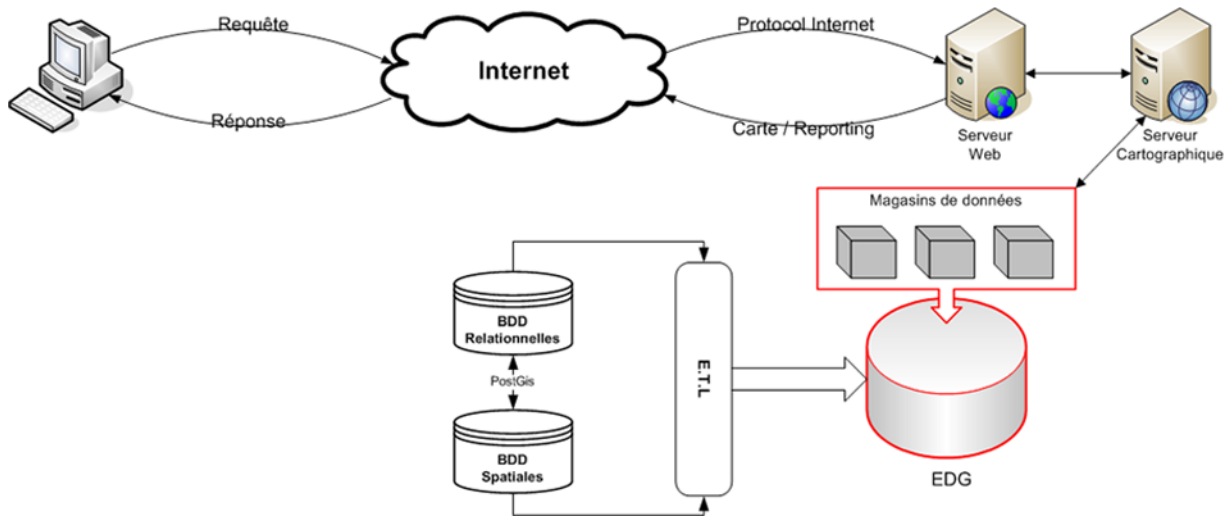 Requête
Internet
Réponse
Protocol Internet
Carte / Reporting
Serveur
Web
Serveur
Cartographique
Magasins de données
BDD
Relationnelles
PostGis
BDD
Spatiales
E.T.L
EDG